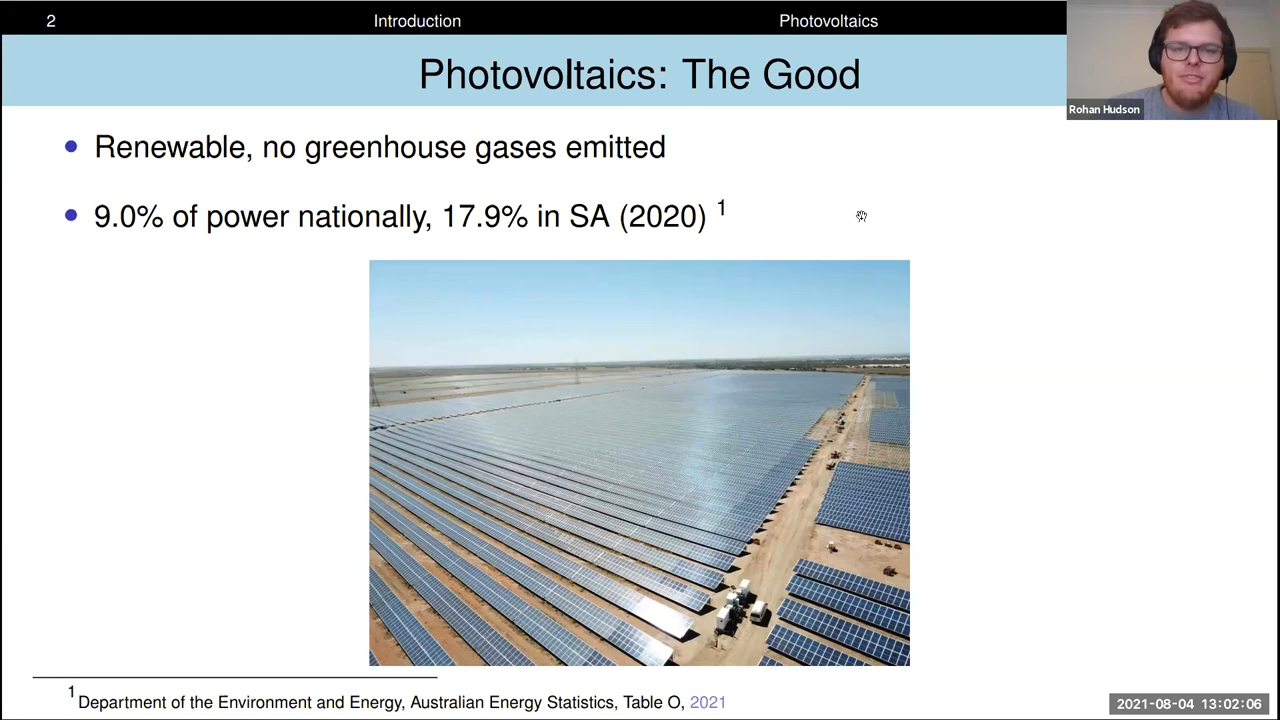 2 Introduction Photovoltaics
Photovoltaics: The Good
Rohan Hudson
Renewable, no greenhouse gases emitted
9.0% of power nationally, 17.9% in SA (2020) 1
1 Department of the Environment and Energy, Australian Energy Statistics, Table O, 2021
2021-08-04 13:02:06